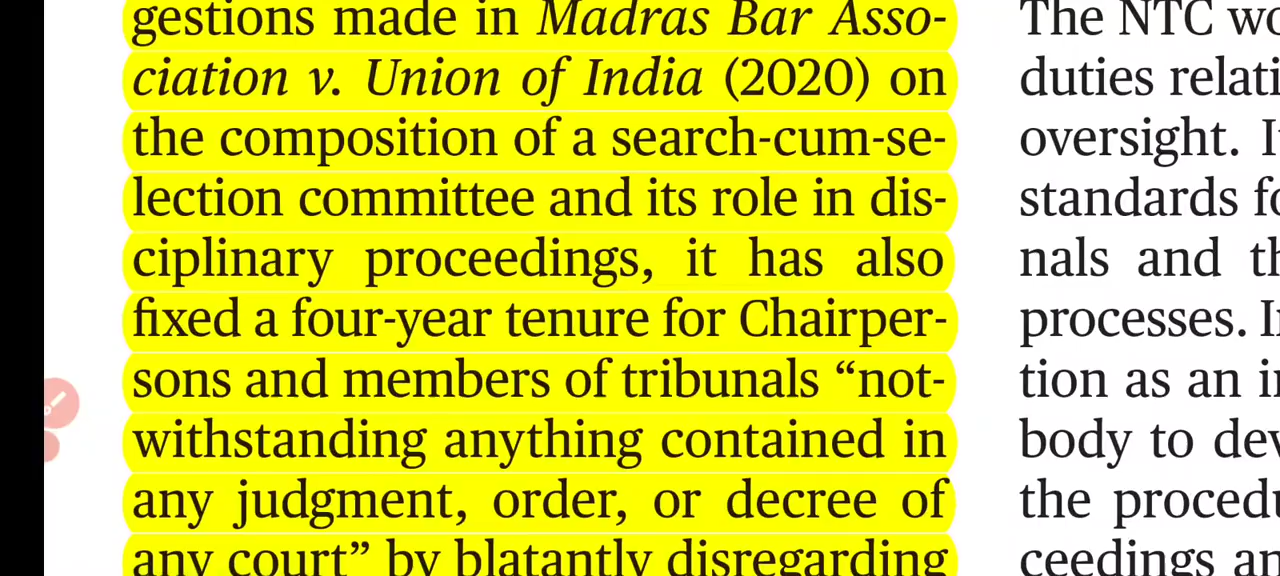 gestions made in Madras Bar Asso-
ciation v. Union of India (2020) on
the composition of a search-cum-se-
lection committee and its role in dis-
ciplinary proceedings, it has also
fixed a four-year tenure for Chairper-
sons and members of tribunals “not-
withstanding anything contained in
any judgment, order, or decree of
any court” by blatantly disregarding
The NTC
duties
oversight.
standards
nals and
processes.
tion as an
body to
the
ceedings